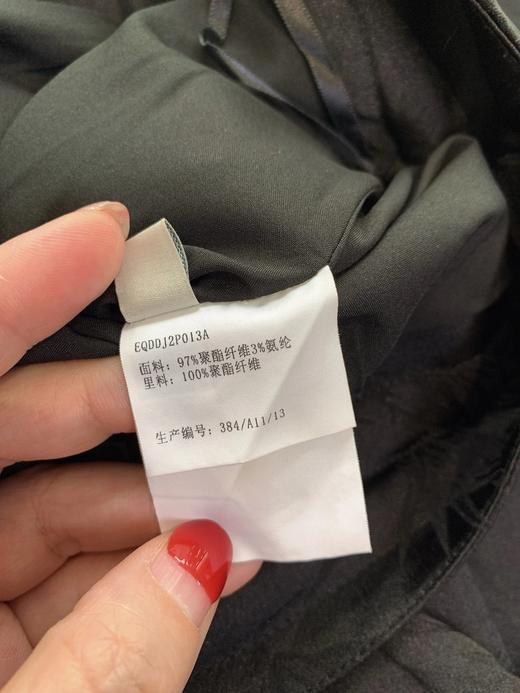 EQDDJ2P013A
面料：97%聚酯纤维3%氨纶
里料：100%聚酯纤维
生产编号：384/A11/13